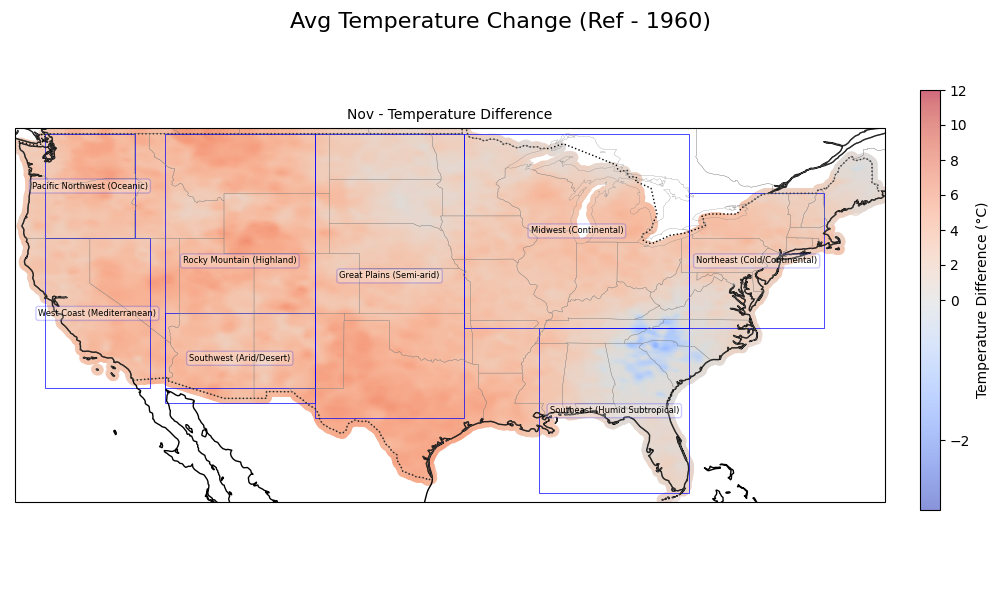 Avg Temperature Change (Ref - 1960)
Nov - Temperature Difference
Pacific Northwest (Oceanic)
Midwest (Continental)
Rocky Mountain (Highland)
Northeast (Cold/Continental)
Great Plains (Semi-arid)
West Coast (Mediterranean)
Southwest (Arid/Desert)
Southeast (Humid Subtropical)
12
10
8
6
4
2
0
−2
Temperature Difference (°C)